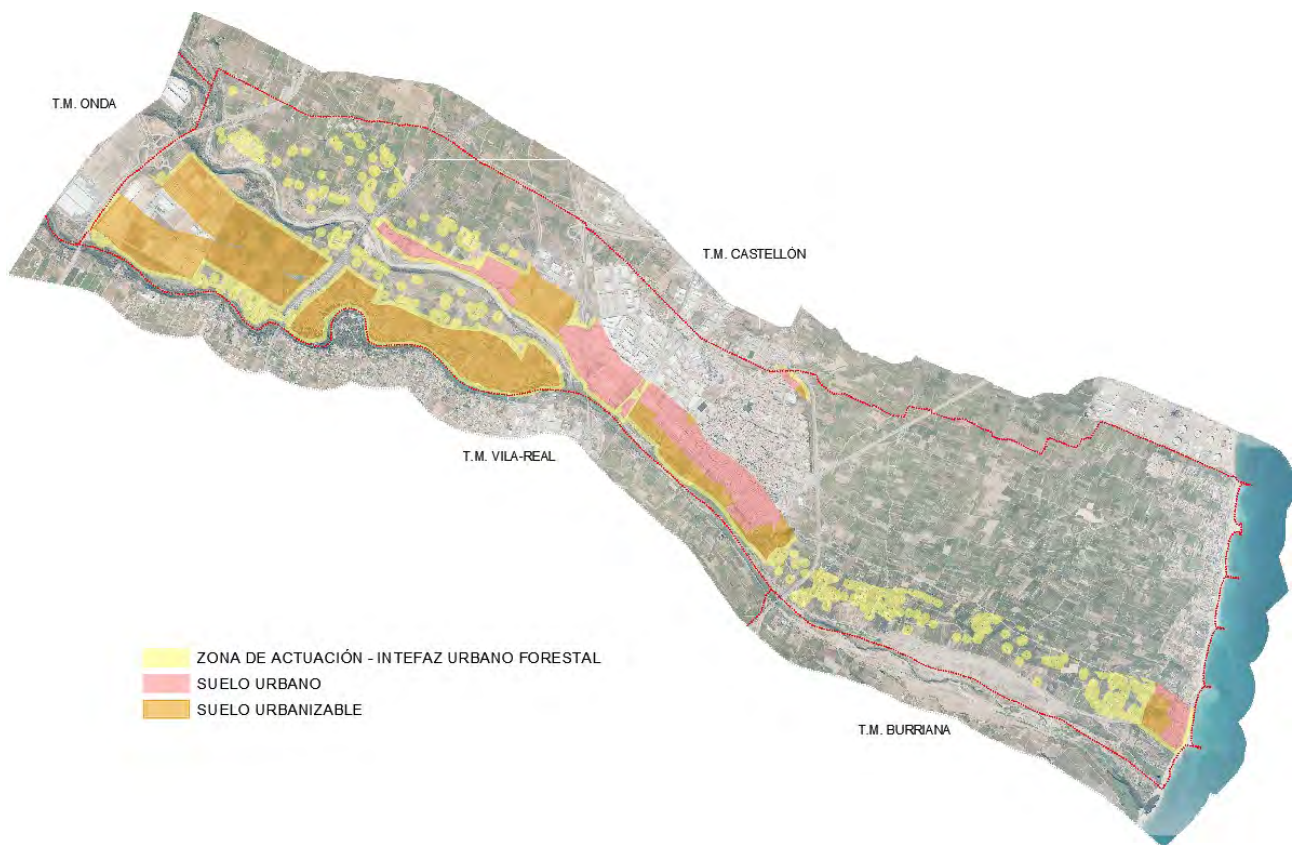 T.M. ONDA
T.M. CASTELLÓN
T.M. VILA-REAL
ZONA DE ACTUACIÓN - INTEFAZ URBANO FORESTAL
SUELO URBANO
SUELO URBANIZABLE
T.M. BURRIANA